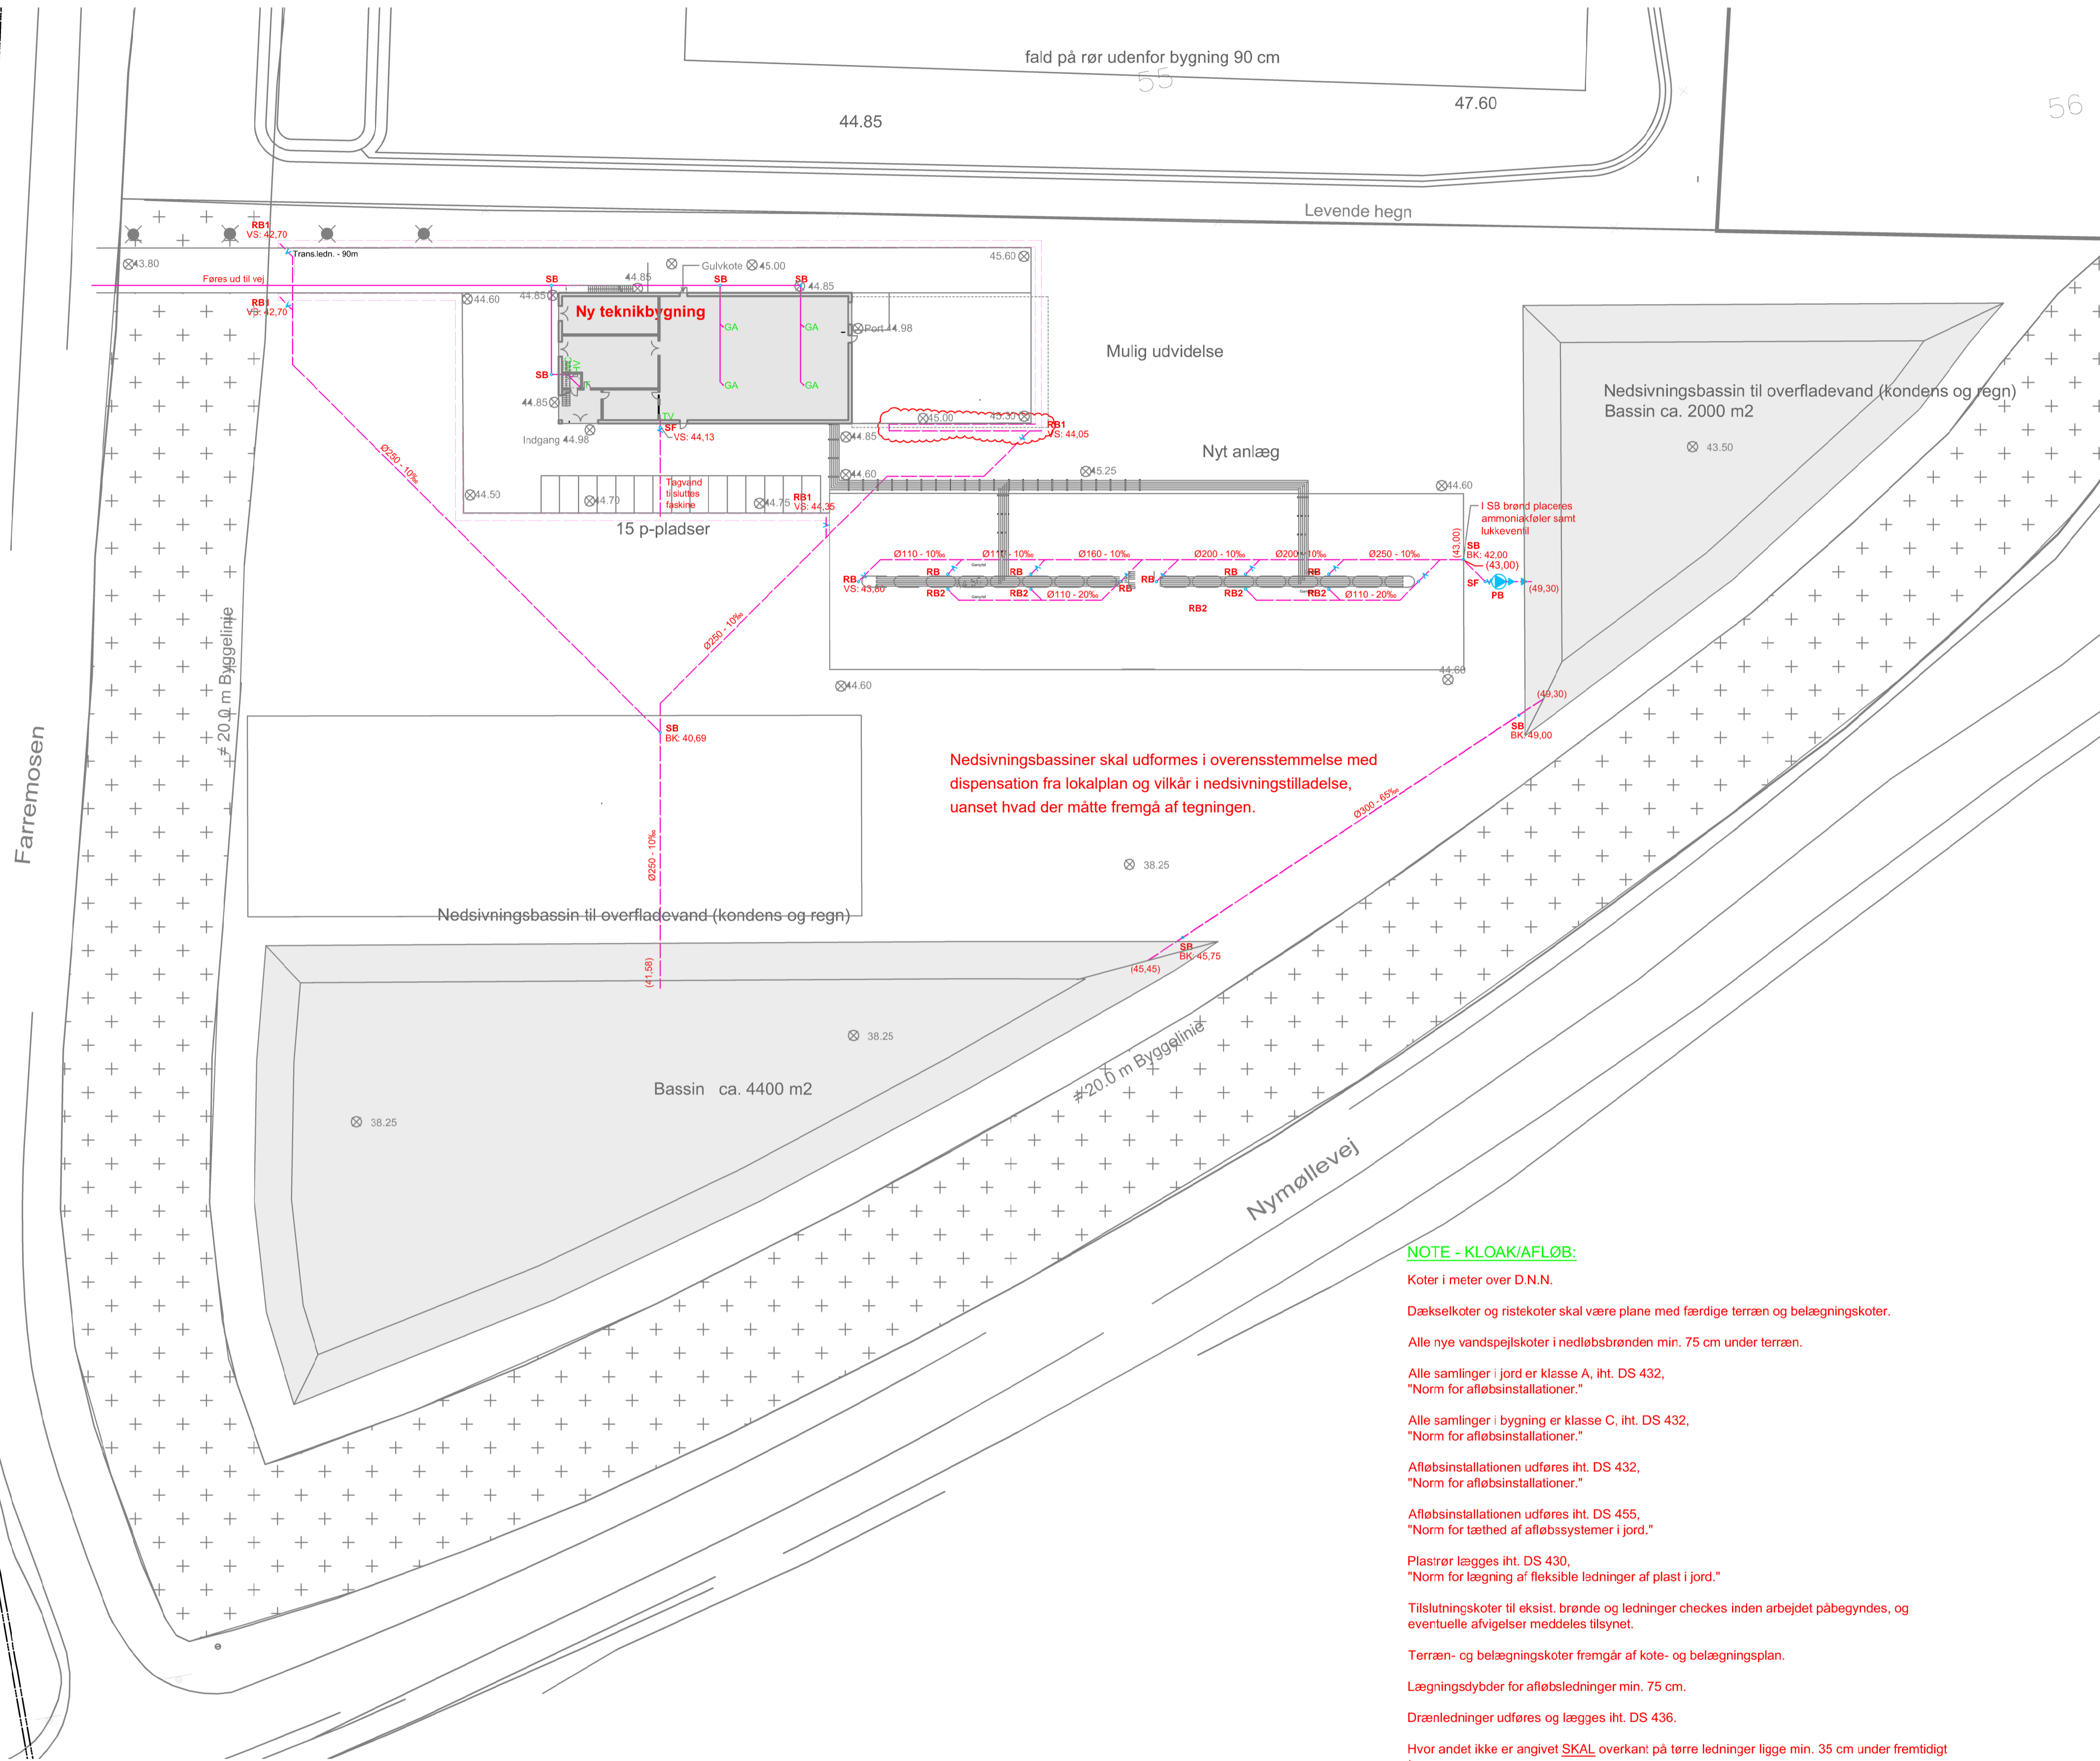 fald på rør udenfor bygning 90 cm
55
47.60
56
44.85
Levende hegn
RB1
VS: 42,70
Trans.ledn. - 90m
43.80
Føres ud til vej
RB1
VS: 42,70
SB
44.85
Gulvkote 45.00
SB
SB
44.85
45.60
44.60
44.85
Ny teknikbygning
GA
GA
Port 44.98
Mulig udvidelse
HV
SB
GA
GA
44.85
TV
SF
VS: 44,13
Indgang 44.98
45.00
45.30
RB1
VS: 44,05
44.85
Nyt anlæg
Nedsivningsbassin til overfladevand (kondens og regn)
Bassin ca. 2000 m2
43.50
Ø250 - 10‰
44.60
45.25
44.60
44.50
44.70
Tagvand
tilsluttes
faskine
44.75
RB1
VS: 44,35
15 p-pladser
I SB brønd placeres
ammoniakføler samt
lukkeventil
(43,00)
SB
BK: 42,00
(43,00)
Ø110 - 10‰
Ø110 - 10‰
Ø160 - 10‰
Ø200 - 10‰
Ø200 - 10‰
Ø250 - 10‰
RB
VS: 43,80
RB
RB
RB
RB
RB
RB
SF
PB
(49,30)
RB2
RB2
Ø110 - 20‰
RB2
RB2
Ø110 - 20‰
RB2
≠ 20.0 m Byggelinie
Ø250 - 10‰
44.60
44.60
(49,30)
SB
BK: 49,00
SB
BK: 40,69
Farremosen
Nedsivningsbassiner skal udformes i overensstemmelse med
dispensation fra lokalplan og vilkår i nedsivningstilladelse,
uanset hvad der måtte fremgå af tegningen.
Ø300 - 65‰
Ø250 - 10‰
38.25
Nedsivningsbassin til overfladevand (kondens og regn)
(41,58)
SB
BK: 45,75
(45,45)
38.25
≠ 20.0 m Byggelinie
Bassin ca. 4400 m2
38.25
Nymøllevej
NOTE - KLOAK/AFLØB:
Koter i meter over D.N.N.
Dækselkoter og ristekoter skal være plane med færdige terræn og belægningskoter.
Alle nye vandspejlskoter i nedløbsbrønden min. 75 cm under terræn.
Alle samlinger i jord er klasse A, iht. DS 432,
"Norm for afløbsinstallationer."
Alle samlinger i bygning er klasse C, iht. DS 432,
"Norm for afløbsinstallationer."
Afløbsinstallationen udføres iht. DS 432,
"Norm for afløbsinstallationer."
Afløbsinstallationen udføres iht. DS 455,
"Norm for tæthed af afløbssystemer i jord."
Plastrør lægges iht. DS 430,
"Norm for lægning af fleksible ledninger af plast i jord."
Tilslutningskoter til eksist. brønde og ledninger checkes inden arbejdet påbegyndes, og
eventuelle afvigelser meddeles tilsynet.
Terræn- og belægningskoter fremgår af kote- og belægningsplan.
Lægningsdybder for afløbsledninger min. 75 cm.
Drænledninger udføres og lægges iht. DS 436.
Hvor andet ikke er angivet SKAL overkant på tørre ledninger ligge min. 35 cm under fremtidigt